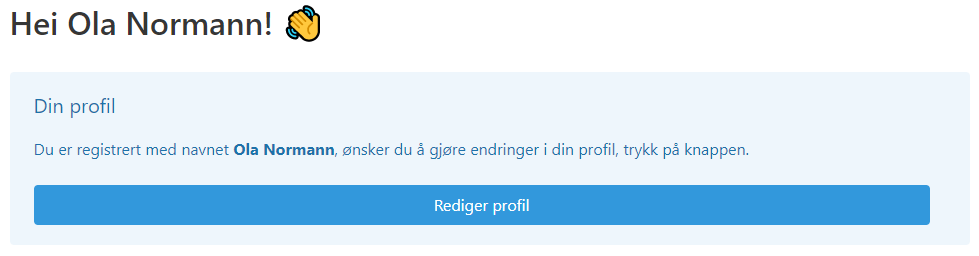 Hei Ola Normann! 👋
Din profil
Du er registrert med navnet Ola Normann, ønsker du å gjøre endringer i din profil, trykk på knappen.
Rediger profil